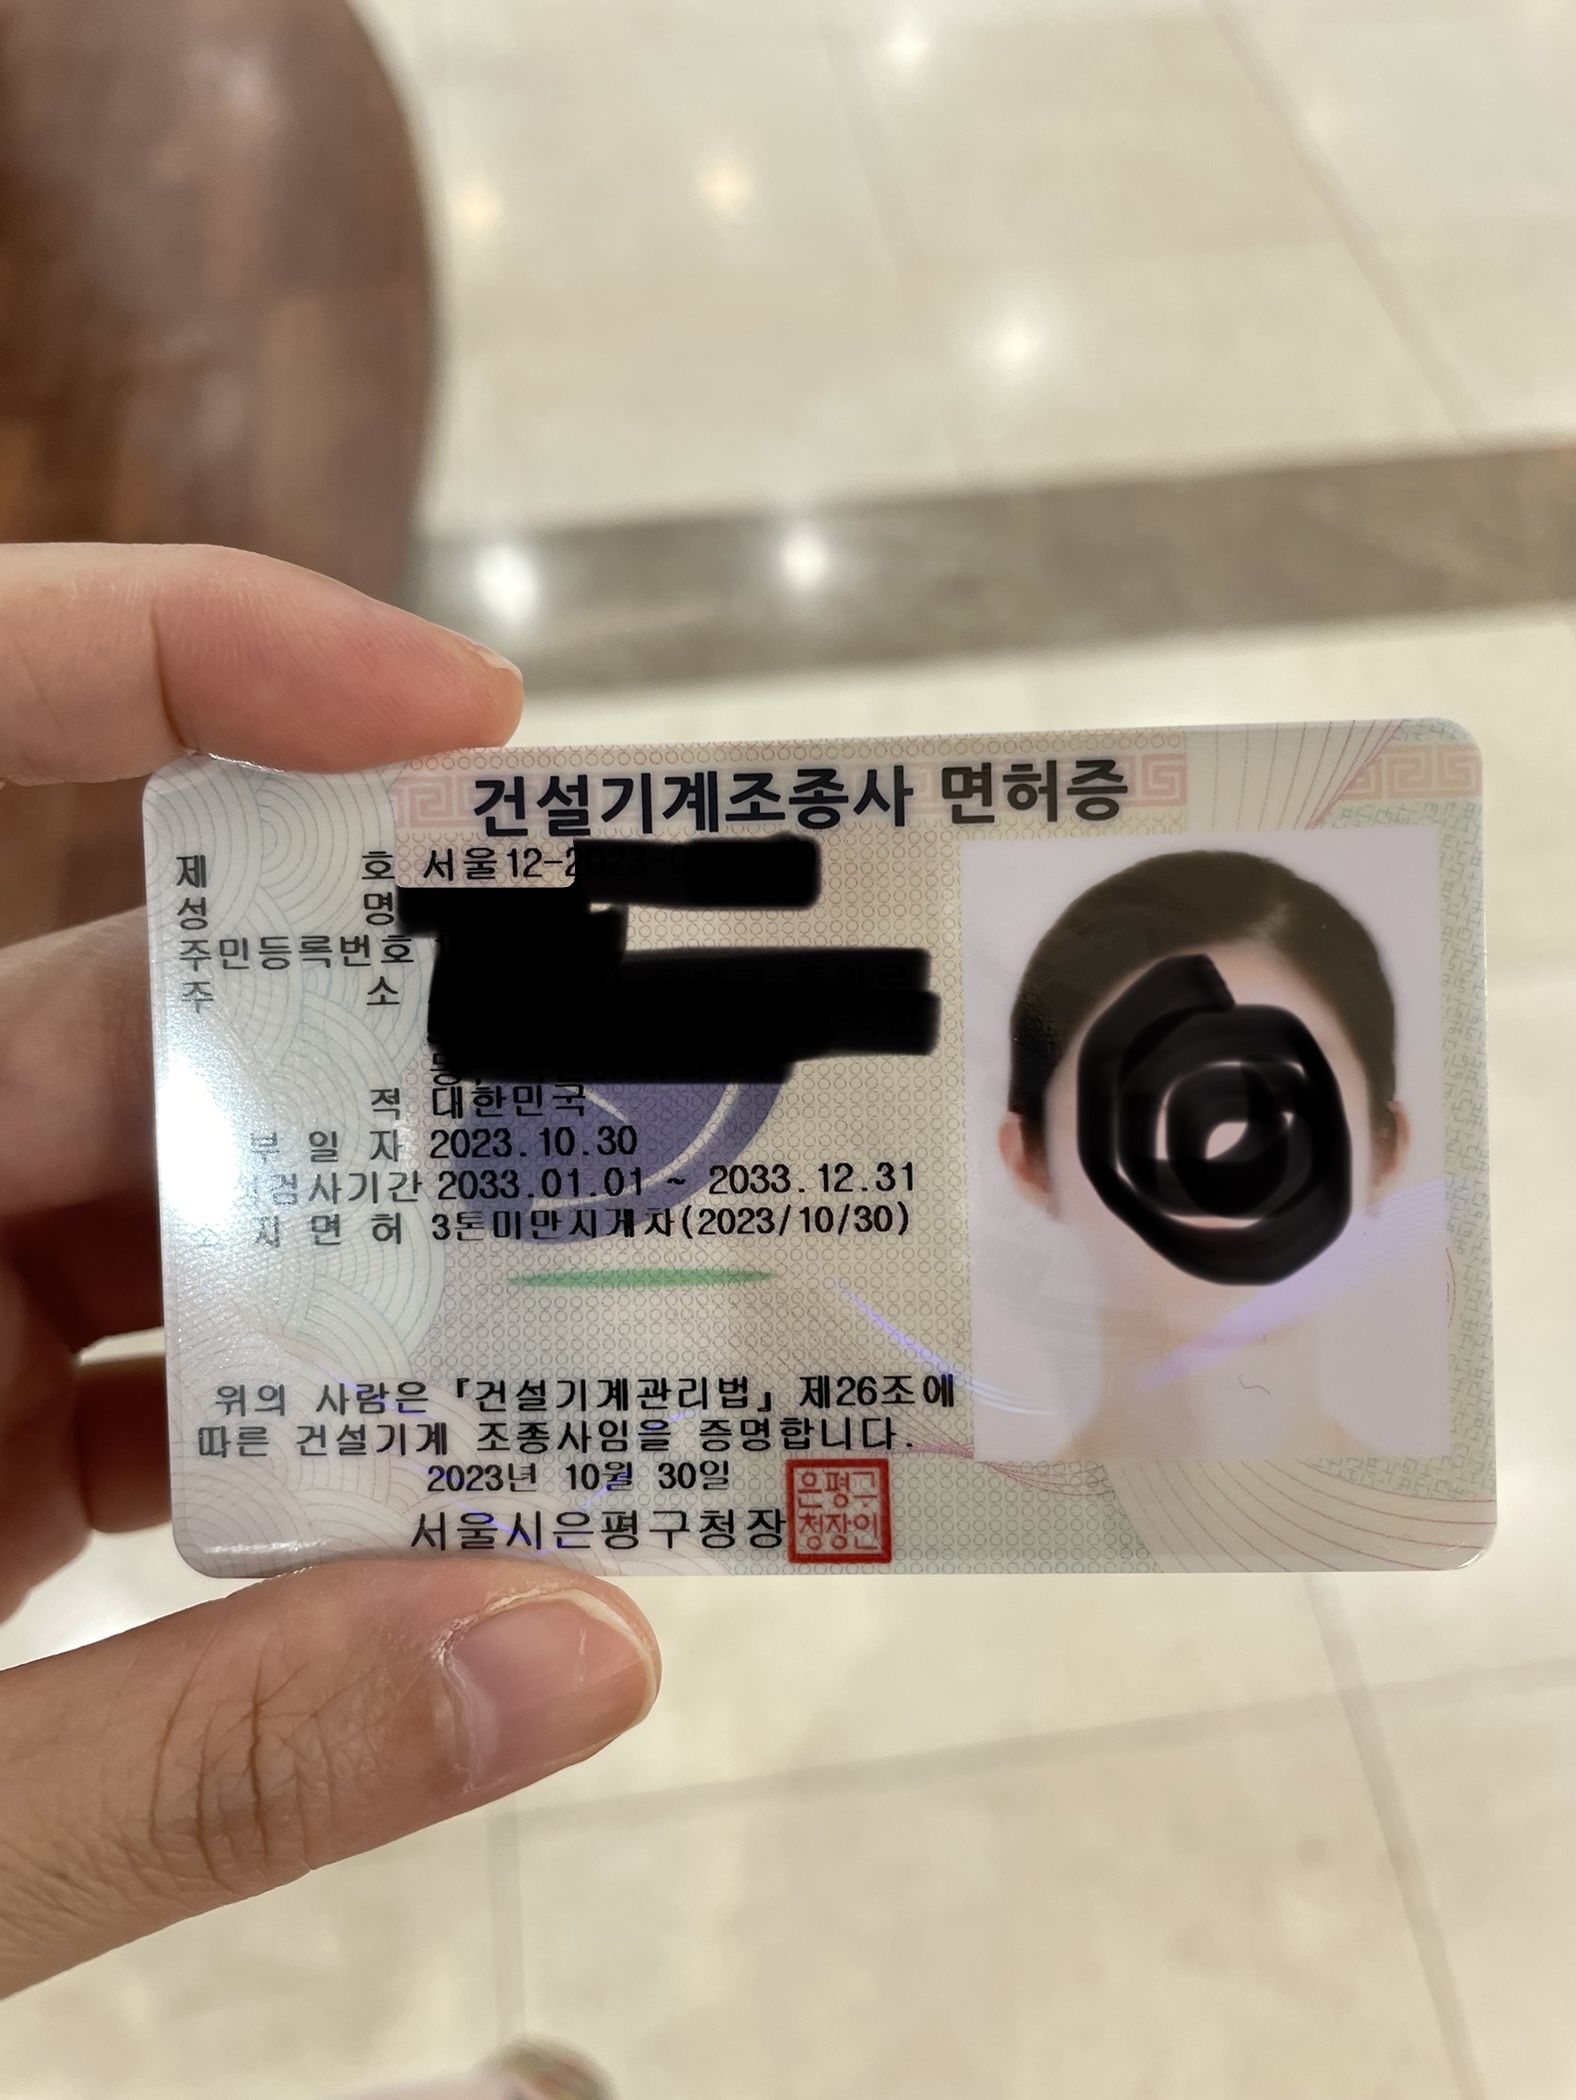 건설기계조종사 면허증
제 호 서울12-2023-0
성 명
주민등록번호
주 소
적 대한민국
부 일 자 2023.10.30
검사기간 2033.01.01 ~ 2033.12.31
소 지 면 허 3톤미만지게차(2023/10/30)
위의 사람은 『건설기계관리법』 제26조에
따른 건설기계 조종사임을 증명합니다.
2023년 10월 30일
서울시은평구청장
은평구
청장인